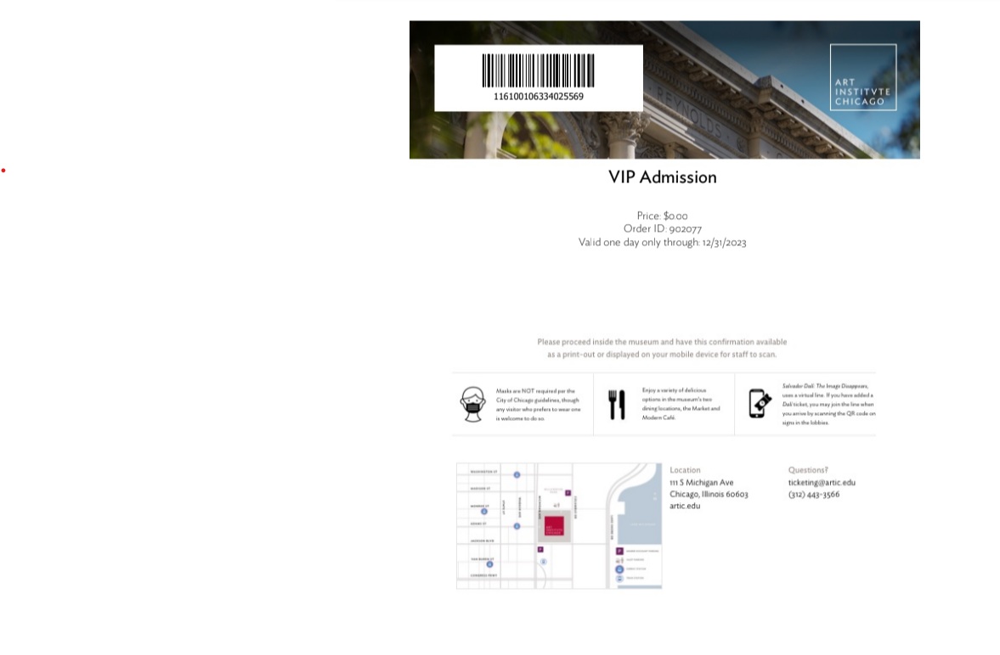 116100106334025569
REYNOLDS
ART
INSTITVTE
CHICAGO
VIP Admission
Price: $0.00
Order ID: 902077
Valid one day only through: 12/31/2023
Please proceed inside the museum and have this confirmation available
as a print-out or displayed on your mobile device for staff to scan.
Masks are NOT required per the
City of Chicago guidelines, though
any visitor who prefers to wear one
is welcome to do so.
Enjoy a variety of delicious
options in the museum's two
dining locations, the Market and
Modern Café.
Salvador Dalí: The Image Disappears,
uses a virtual line. If you have added a
Dalí ticket, you may join the line when
you arrive by scanning the QR code on
signs in the lobbies.
WASHINGTON ST
MADISON ST
MONROE ST
ADAMS ST
JACKSON BLVD
VAN BUREN ST
CONGRESS PKWY
ART
INSTITVTE
CHICAGO
Location
111 S Michigan Ave
Chicago, Illinois 60603
artic.edu
Questions?
ticketing@artic.edu
(312) 443-3566